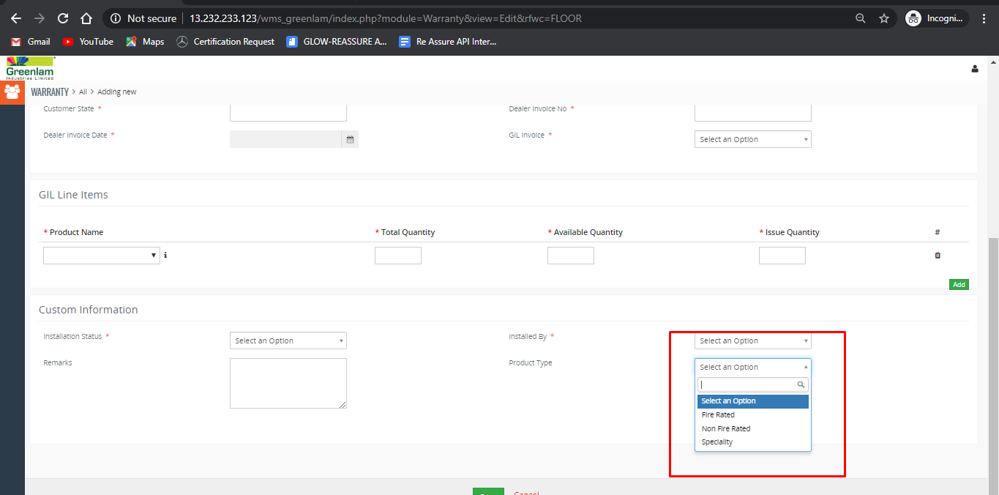 Not secure | 13.232.233.123/wms_greenlam/index.php?module=Warranty&view=Edit&rfwc=FLOOR Incogni...
Gmail YouTube Maps Certification Request GLOW-REASSURE A... Re Assure API Inter...
Greenlam
Industries Limited
WARRANTY > All > Adding new
Customer State * Dealer Invoice No *
Dealer Invoice Date * GIL Invoice * Select an Option
GIL Line Items
* Product Name * Total Quantity * Available Quantity * Issue Quantity #
Add
Custom Information
Installation Status * Select an Option Installed By * Select an Option
Remarks Product Type Select an Option
Select an Option
Fire Rated
Non Fire Rated
Speciality
Cancel